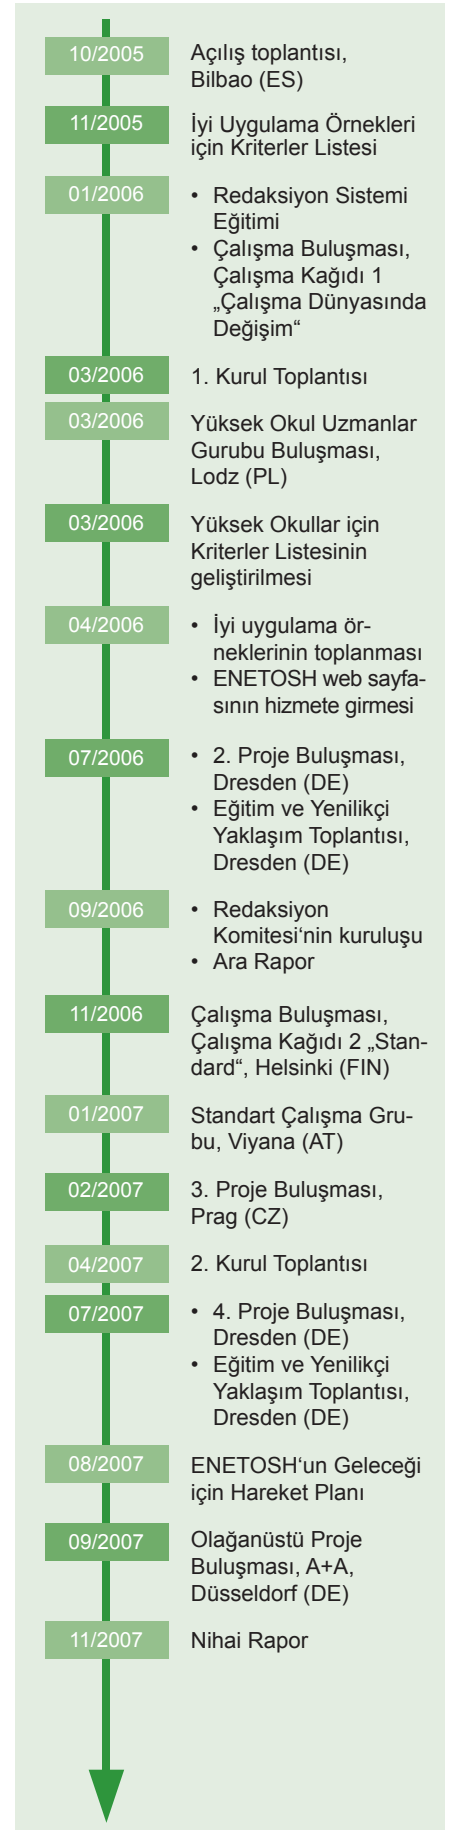 10/2005
Açılış toplantısı,
Bilbao (ES)
11/2005
İyi Uygulama Örnekleri
için Kriterler Listesi
01/2006
• Redaksiyon Sistemi
Eğitimi
• Çalışma Buluşması,
Çalışma Kağıdı 1
„Çalışma Dünyasında
Değişim“
03/2006
1. Kurul Toplantısı
03/2006
Yüksek Okul Uzmanlar
Gurubu Buluşması,
Lodz (PL)
03/2006
Yüksek Okullar için
Kriterler Listesinin
geliştirilmesi
04/2006
• İyi uygulama ör-
neklerinin toplanması
• ENETOSH web sayfa-
sının hizmete girmesi
07/2006
• 2. Proje Buluşması,
Dresden (DE)
• Eğitim ve Yenilikçi
Yaklaşım Toplantısı,
Dresden (DE)
09/2006
• Redaksiyon
Komitesi‘nin kuruluşu
• Ara Rapor
11/2006
Çalışma Buluşması,
Çalışma Kağıdı 2 „Stan-
dard“, Helsinki (FIN)
01/2007
Standart Çalışma Gru-
bu, Viyana (AT)
02/2007
3. Proje Buluşması,
Prag (CZ)
04/2007
2. Kurul Toplantısı
07/2007
• 4. Proje Buluşması,
Dresden (DE)
• Eğitim ve Yenilikçi
Yaklaşım Toplantısı,
Dresden (DE)
08/2007
ENETOSH‘un Geleceği
için Hareket Planı
09/2007
Olağanüstü Proje
Buluşması, A+A,
Düsseldorf (DE)
11/2007
Nihai Rapor